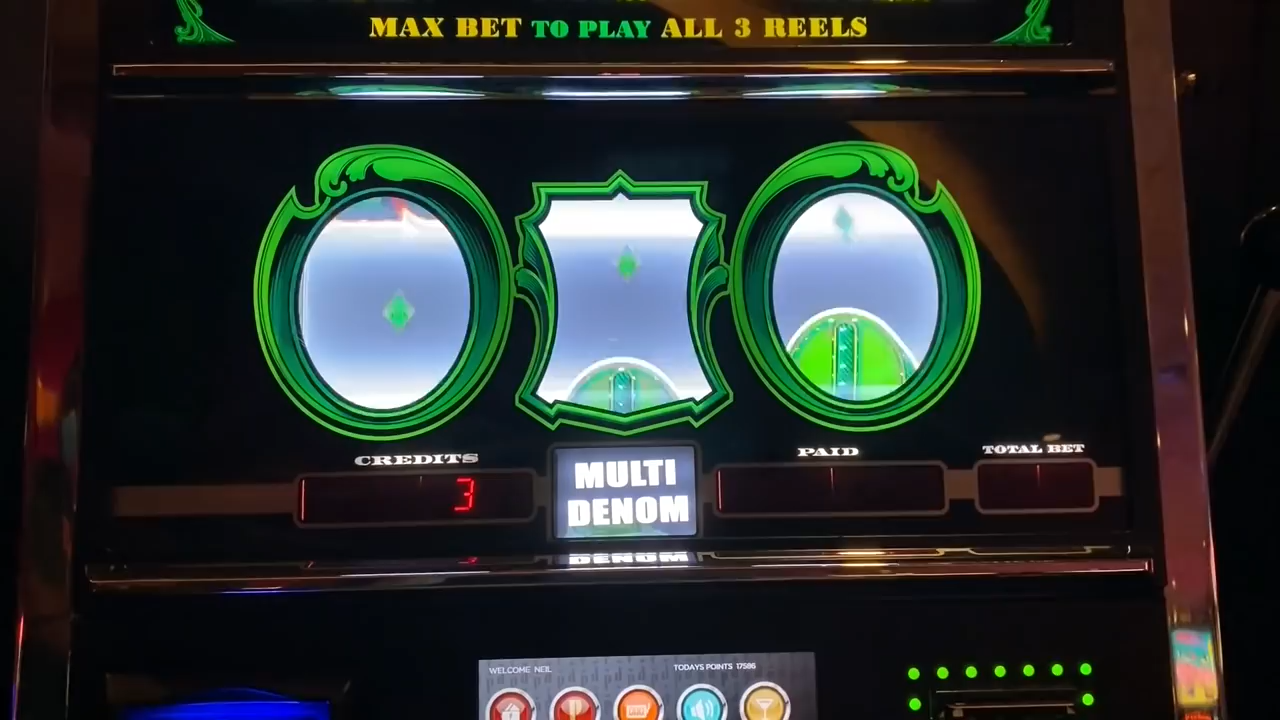 MAX BET TO PLAY ALL 3 REELS
CREDITS
PAID
TOTAL BET
3
MULTI
DENOM
WELCOME NEIL
TODAYS POINTS 17586